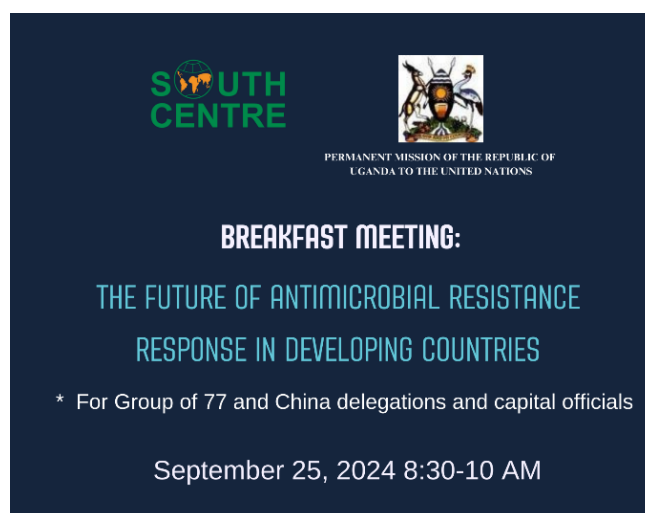 SOUTH
CENTRE
PERMANENT MISSION OF THE REPUBLIC OF
UGANDA TO THE UNITED NATIONS
BREAKFAST MEETING:
THE FUTURE OF ANTIMICROBIAL RESISTANCE
RESPONSE IN DEVELOPING COUNTRIES
* For Group of 77 and China delegations and capital officials
September 25, 2024 8:30-10 AM